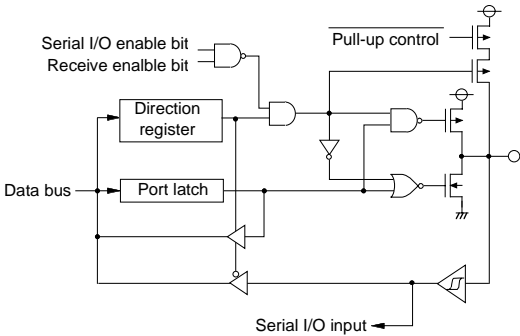 Serial I/O enable bit
Receive enalble bit
Pull-up control
Direction
register
Data bus
Port latch
Serial I/O input